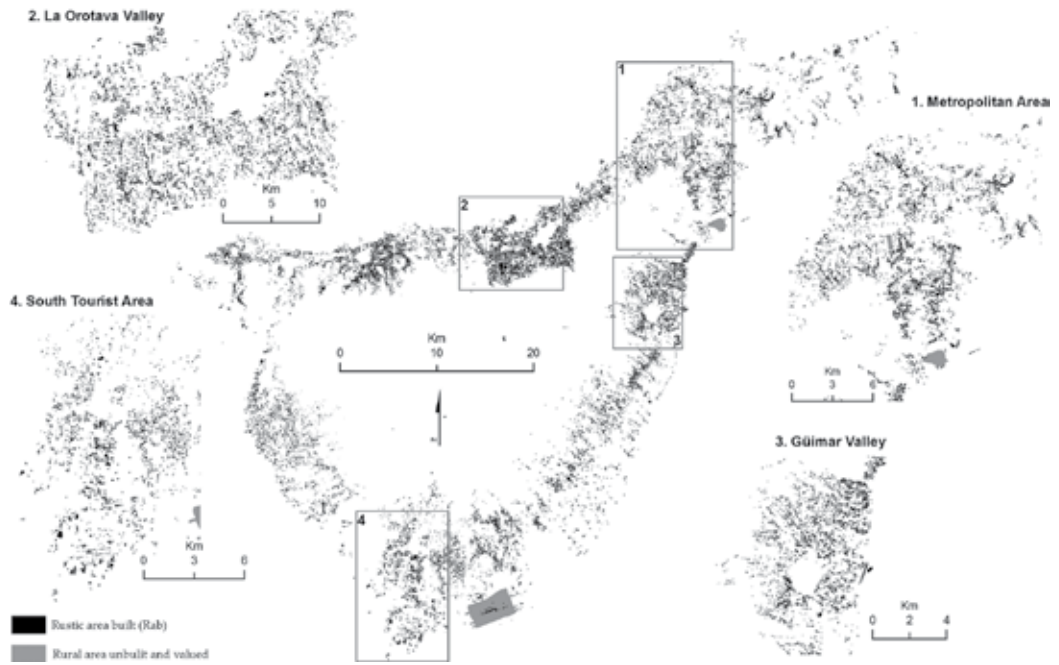 2. La Orotava Valley
Km
0 5 10
1
1. Metropolitan Area
Km
0 3 6
2
3
4. South Tourist Area
Km
0 3 6
Km
0 10 20
3. Güimar Valley
Km
0 2 4
4
Rustic area built (Rab)
Rural area unbuilt and valued